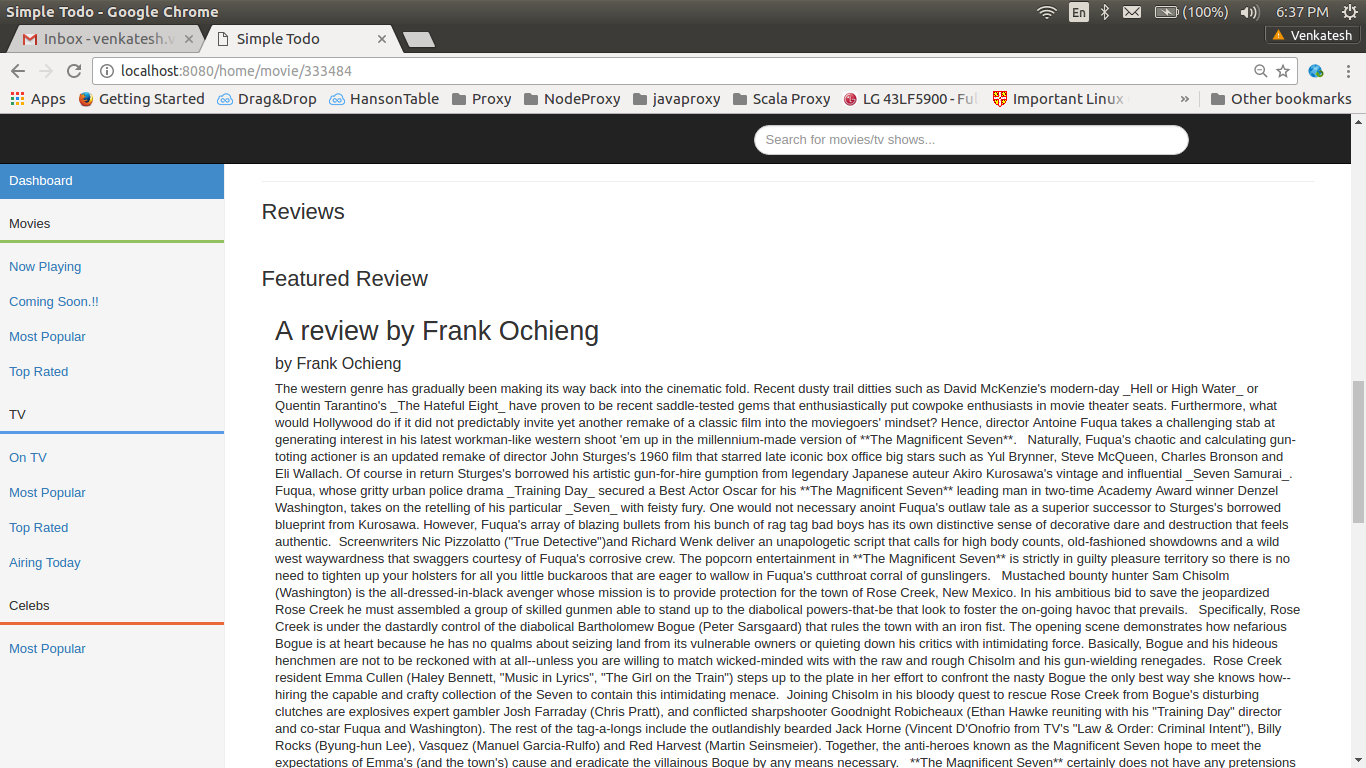 Simple Todo - Google Chrome
En
(100%)
6:37 PM
Inbox - venkatesh.v
Simple Todo
Venkatesh
localhost:8080/home/movie/333484
Apps
Getting Started
Drag&Drop
HansonTable
Proxy
NodeProxy
javaproxy
Scala Proxy
LG 43LF5900 - Ful
Important Linux
»
Other bookmarks
Search for movies/tv shows...
Dashboard
Movies
Now Playing
Coming Soon.!!
Most Popular
Top Rated
TV
On TV
Most Popular
Top Rated
Airing Today
Celebs
Most Popular
Reviews
Featured Review
A review by Frank Ochieng
by Frank Ochieng
The western genre has gradually been making its way back into the cinematic fold. Recent dusty trail ditties such as David McKenzie's modern-day _Hell or High Water_ or
Quentin Tarantino's _The Hateful Eight_ have proven to be recent saddle-tested gems that enthusiastically put cowpoke enthusiasts in movie theater seats. Furthermore, what
would Hollywood do if it did not predictably invite yet another remake of a classic film into the moviegoers' mindset? Hence, director Antoine Fuqua takes a challenging stab at
generating interest in his latest workman-like western shoot 'em up in the millennium-made version of **The Magnificent Seven**.   Naturally, Fuqua's chaotic and calculating gun-
toting actioner is an updated remake of director John Sturges's 1960 film that starred late iconic box office big stars such as Yul Brynner, Steve McQueen, Charles Bronson and
Eli Wallach. Of course in return Sturges's borrowed his artistic gun-for-hire gumption from legendary Japanese auteur Akiro Kurosawa's vintage and influential _Seven Samurai_.
Fuqua, whose gritty urban police drama _Training Day_ secured a Best Actor Oscar for his **The Magnificent Seven** leading man in two-time Academy Award winner Denzel
Washington, takes on the retelling of his particular _Seven_ with feisty fury. One would not necessary anoint Fuqua's outlaw tale as a superior successor to Sturges's borrowed
blueprint from Kurosawa. However, Fuqua's array of blazing bullets from his bunch of rag tag bad boys has its own distinctive sense of decorative dare and destruction that feels
authentic.  Screenwriters Nic Pizzolatto ("True Detective")and Richard Wenk deliver an unapologetic script that calls for high body counts, old-fashioned showdowns and a wild
west waywardness that swaggers courtesy of Fuqua's corrosive crew. The popcorn entertainment in **The Magnificent Seven** is strictly in guilty pleasure territory so there is no
need to tighten up your holsters for all you little buckaroos that are eager to wallow in Fuqua's cutthroat corral of gunslingers.   Mustached bounty hunter Sam Chisolm
(Washington) is the all-dressed-in-black avenger whose mission is to provide protection for the town of Rose Creek, New Mexico. In his ambitious bid to save the jeopardized
Rose Creek he must assembled a group of skilled gunmen able to stand up to the diabolical powers-that-be that look to foster the on-going havoc that prevails.   Specifically, Rose
Creek is under the dastardly control of the diabolical Bartholomew Bogue (Peter Sarsgaard) that rules the town with an iron fist. The opening scene demonstrates how nefarious
Bogue is at heart because he has no qualms about seizing land from its vulnerable owners or quieting down his critics with intimidating force. Basically, Bogue and his hideous
henchmen are not to be reckoned with at all--unless you are willing to match wicked-minded wits with the raw and rough Chisolm and his gun-wielding renegades.  Rose Creek
resident Emma Cullen (Haley Bennett, "Music in Lyrics", "The Girl on the Train") steps up to the plate in her effort to confront the nasty Bogue the only best way she knows how--
hiring the capable and crafty collection of the Seven to contain this intimidating menace.  Joining Chisolm in his bloody quest to rescue Rose Creek from Bogue's disturbing
clutches are explosives expert gambler Josh Farraday (Chris Pratt), and conflicted sharpshooter Goodnight Robicheaux (Ethan Hawke reuniting with his "Training Day" director
and co-star Fuqua and Washington). The rest of the tag-a-longs include the outlandishly bearded Jack Horne (Vincent D'Onofrio from TV's "Law & Order: Criminal Intent"), Billy
Rocks (Byung-hun Lee), Vasquez (Manuel Garcia-Rulfo) and Red Harvest (Martin Seinsmeier). Together, the anti-heroes known as the Magnificent Seven hope to meet the
expectations of Emma's (and the town's) cause and eradicate the villainous Bogue by any means necessary.   **The Magnificent Seven** certainly does not have any pretensions